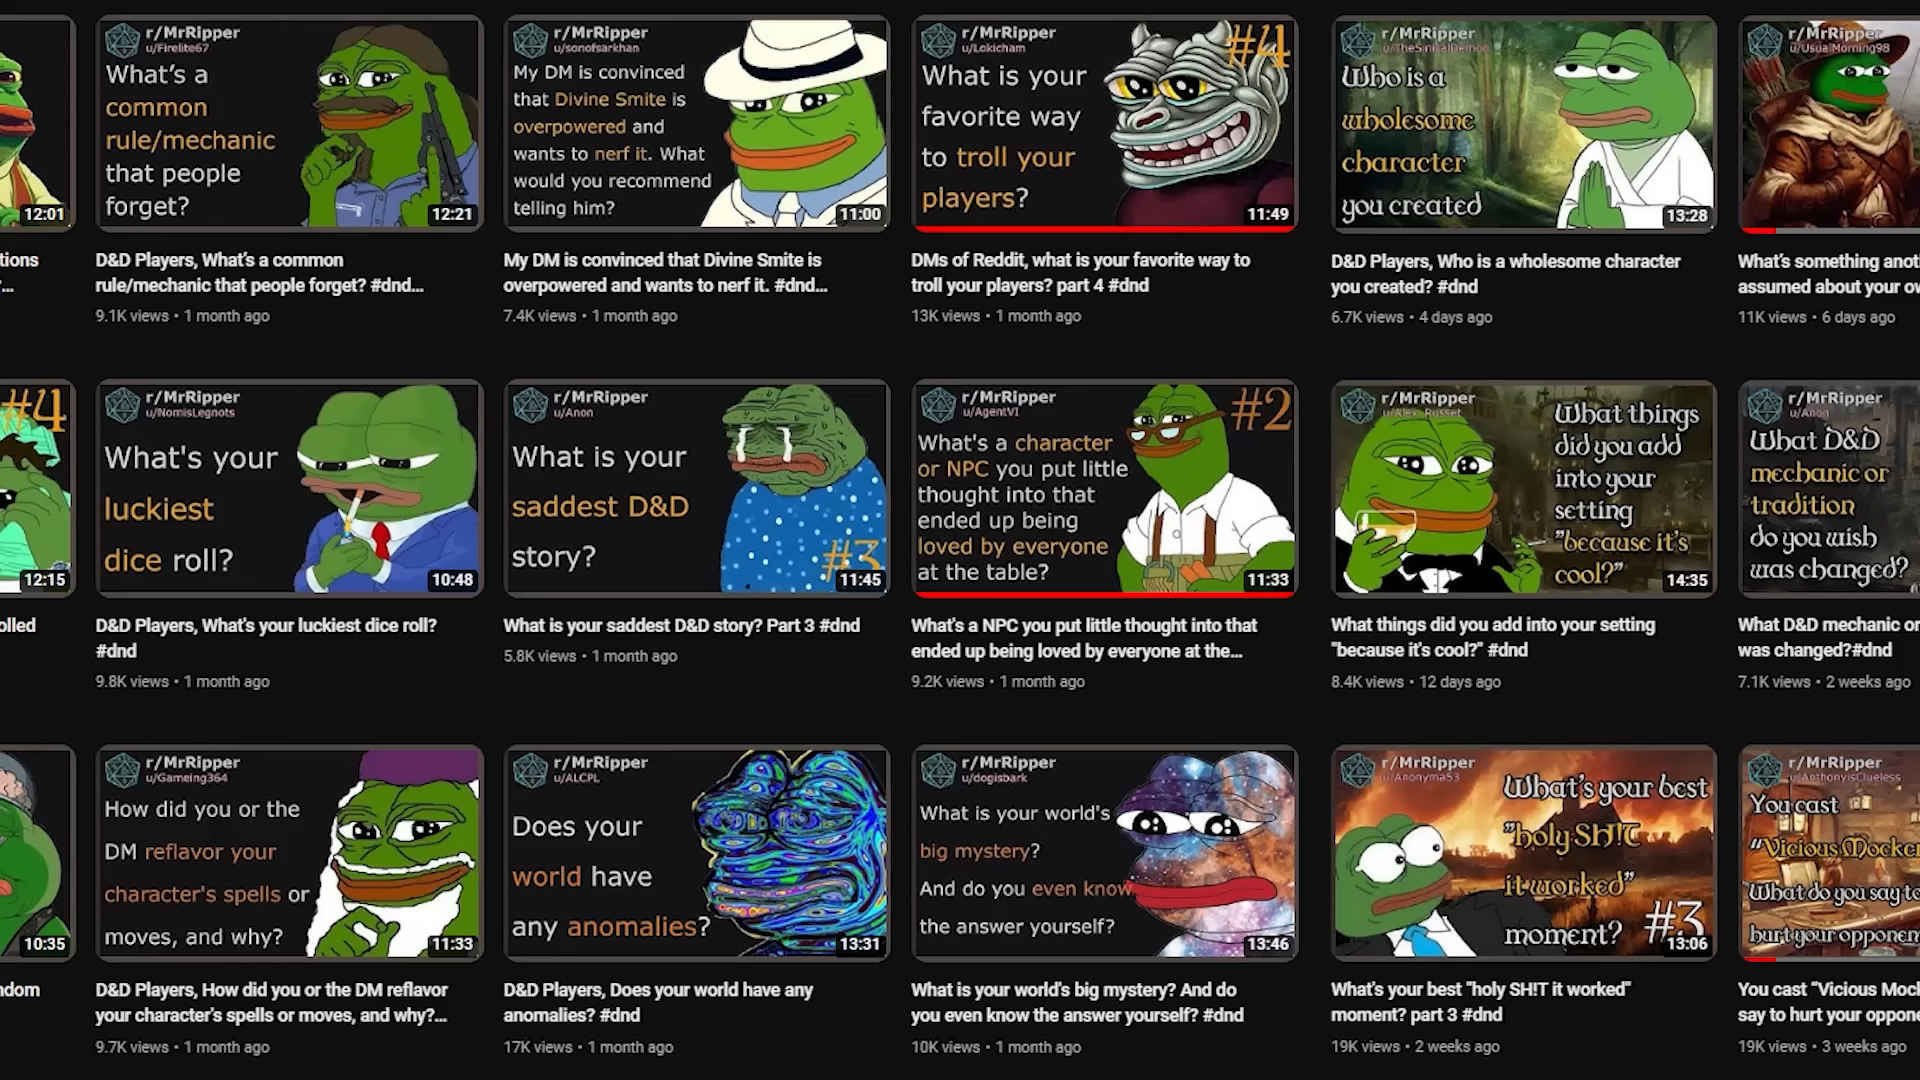 12:01
tions
...
r/MrRipper
u/Firelite67
What's a
common
rule/mechanic
that people
forget?
12:21
D&D Players, What's a common
rule/mechanic that people forget? #dnd...
9.1K views • 1 month ago
r/MrRipper
u/sonofsarkhan
My DM is convinced
that Divine Smite is
overpowered and
wants to nerf it. What
would you recommend
telling him?
11:00
My DM is convinced that Divine Smite is
overpowered and wants to nerf it. #dnd...
7.4K views • 1 month ago
r/MrRipper
u/Lokicham
#4
What is your
favorite way
to troll your
players?
11:49
DMs of Reddit, what is your favorite way to
troll your players? part 4 #dnd
13K views • 1 month ago
r/MrRipper
u/TheSinfulDemon
Who is a
wholesome
character
you created
13:28
D&D Players, Who is a wholesome character
you created? #dnd
6.7K views • 4 days ago
r/MrRipper
u/UsualMorning98
What's something anot
assumed about your ow
11K views • 6 days ago
#4
12:15
olled
r/MrRipper
u/NomisLegnots
What's your
luckiest
dice roll?
10:48
D&D Players, What's your luckiest dice roll?
#dnd
9.8K views • 1 month ago
r/MrRipper
u/Anon
What is your
saddest D&D
story?
#3
11:45
What is your saddest D&D story? Part 3 #dnd
5.8K views • 1 month ago
r/MrRipper
u/AgentVI
#2
What's a character
or NPC you put little
thought into that
ended up being
loved by everyone
at the table?
11:33
What's a NPC you put little thought into that
ended up being loved by everyone at the...
9.2K views • 1 month ago
r/MrRipper
u/Alex_Russet
What things
did you add
into your
setting
"because it's
cool?"
14:35
What things did you add into your setting
"because it's cool?" #dnd
8.4K views • 12 days ago
r/MrRipper
u/Anon
What D&D
mechanic or
tradition
do you wish
was changed?
What D&D mechanic or
was changed?#dnd
7.1K views • 2 weeks ago
10:35
ndom
r/MrRipper
u/Gameing364
How did you or the
DM reflavor your
character's spells or
moves, and why?
11:33
D&D Players, How did you or the DM reflavor
your character's spells or moves, and why?...
9.7K views • 1 month ago
r/MrRipper
u/ALCPL
Does your
world have
any anomalies?
13:31
D&D Players, Does your world have any
anomalies? #dnd
17K views • 1 month ago
r/MrRipper
u/dogisbark
What is your world's
big mystery?
And do you even know
the answer yourself?
13:46
What is your world's big mystery? And do
you even know the answer yourself? #dnd
10K views • 1 month ago
r/MrRipper
u/Anonyma53
What's your best
"holy SH!T
it worked"
moment? #3
13:06
What's your best "holy SH!T it worked"
moment? part 3 #dnd
19K views • 2 weeks ago
r/MrRipper
u/AnthonyisClueless
You cast
"Vicious Mocker
What do you say to
hurt your opponen
You cast "Vicious Mock
say to hurt your oppone
19K views • 3 weeks ago